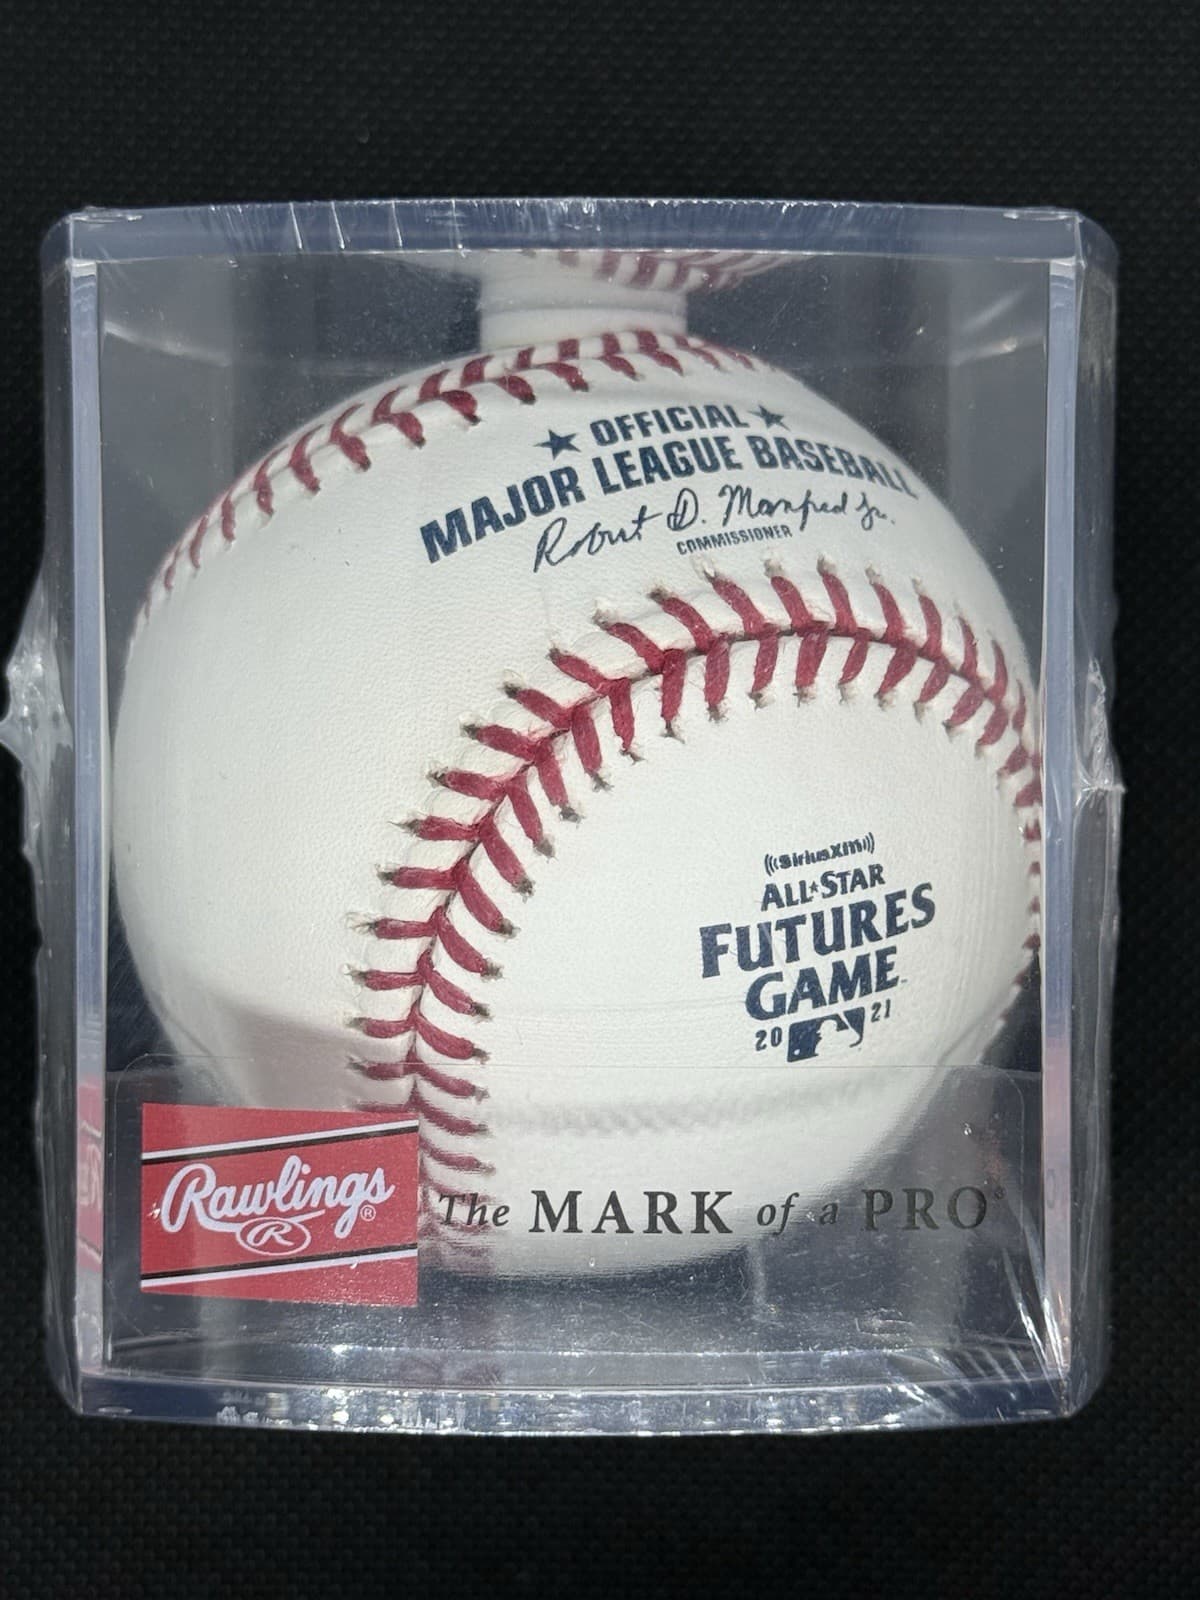 OFFICIAL
MAJOR LEAGUE BASEBALL
Robert D. Manfred Jr.
COMMISSIONER
SiriusXM
ALL★STAR
FUTURES
GAME™
20 21
Rawlings®
R
The MARK of a PRO®